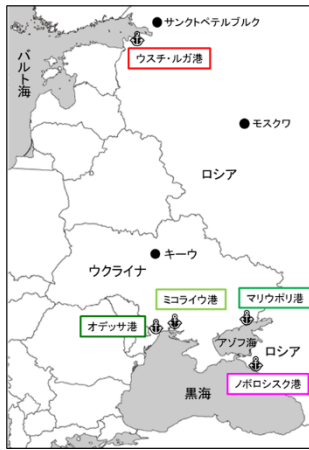 サンクトペテルブルク
ウスチ・ルガ港
バルト海
モスクワ
ロシア
キーウ
ウクライナ
ミコライウ港
マリウポリ港
オデッサ港
アゾフ海
ロシア
ノボロシスク港
黒海